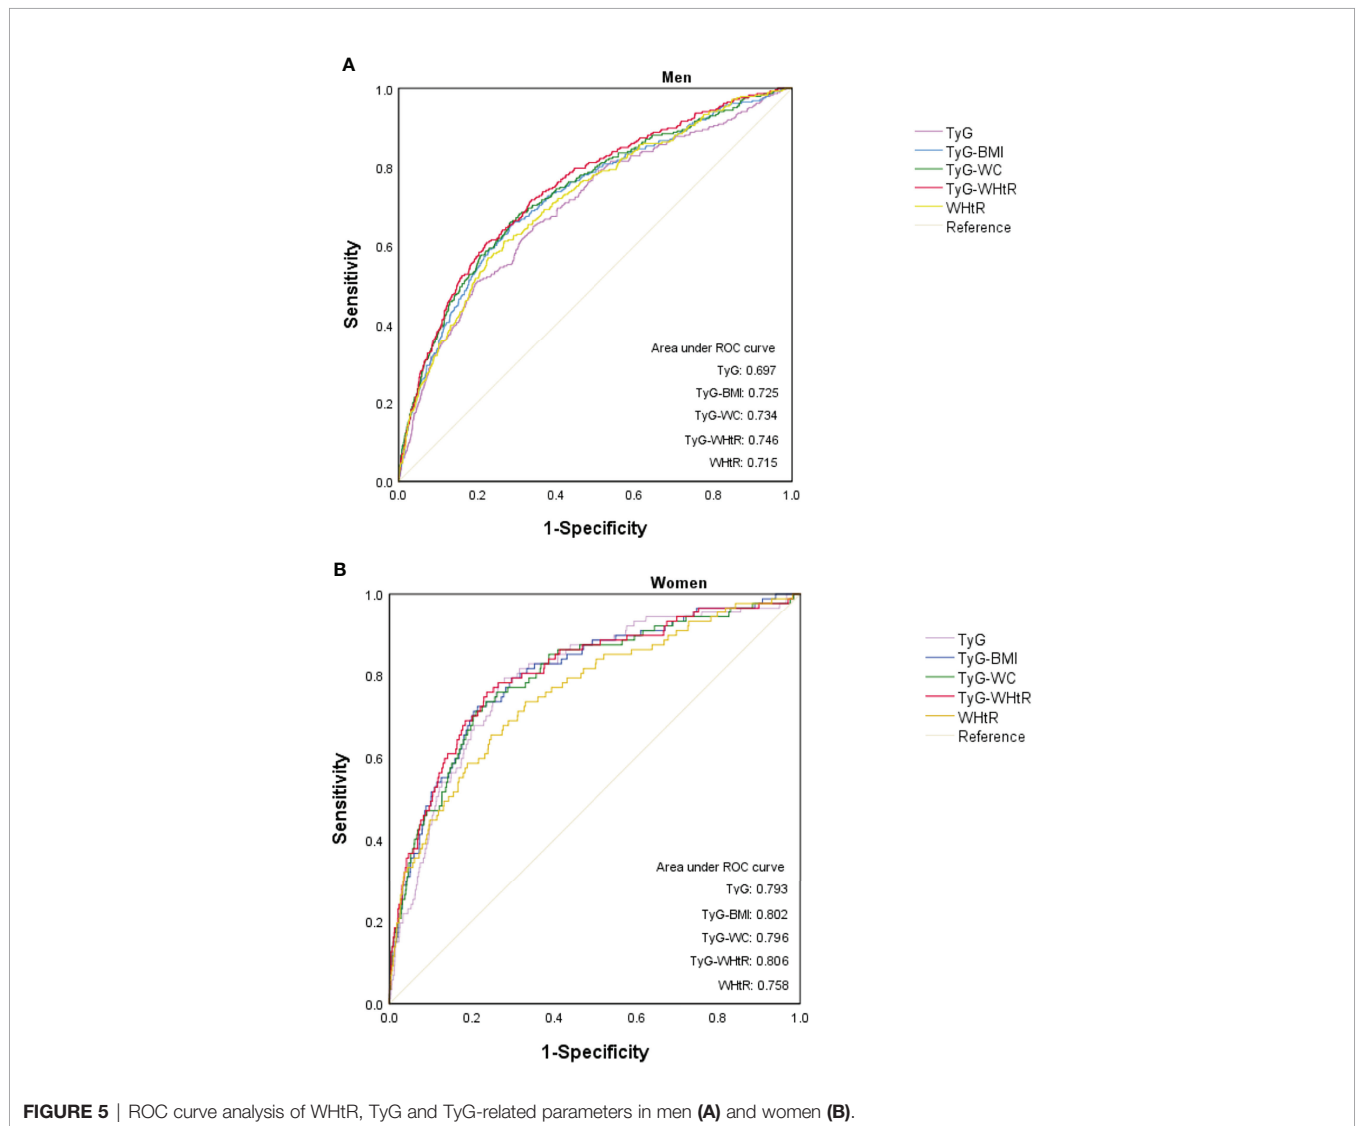 A
Men
1.0
0.8
0.6
0.4
0.2
0.0
Sensitivity
0.0 0.2 0.4 0.6 0.8 1.0
1-Specificity
Area under ROC curve
TyG: 0.697
TyG-BMI: 0.725
TyG-WC: 0.734
TyG-WHtR: 0.746
WHtR: 0.715
TyG
TyG-BMI
TyG-WC
TyG-WHtR
WHtR
Reference
B
Women
1.0
0.8
0.6
0.4
0.2
0.0
Sensitivity
0.0 0.2 0.4 0.6 0.8 1.0
1-Specificity
Area under ROC curve
TyG: 0.793
TyG-BMI: 0.802
TyG-WC: 0.796
TyG-WHtR: 0.806
WHtR: 0.758
TyG
TyG-BMI
TyG-WC
TyG-WHtR
WHtR
Reference
FIGURE 5 | ROC curve analysis of WHtR, TyG and TyG-related parameters in men (A) and women (B).